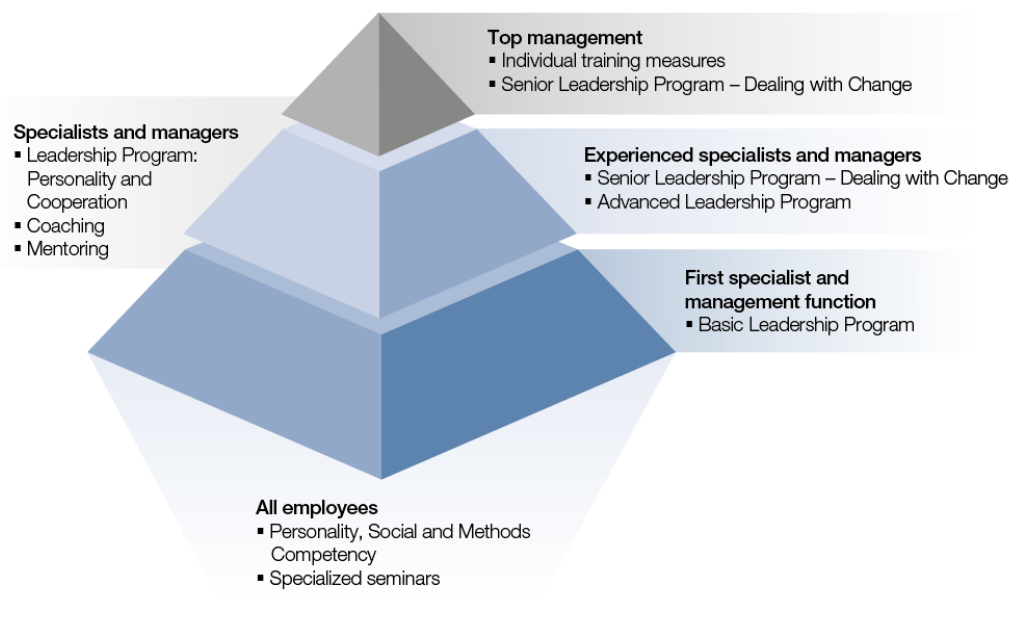 Top management
▪ Individual training measures
▪ Senior Leadership Program – Dealing with Change
Specialists and managers
▪ Leadership Program:
Personality and
Cooperation
▪ Coaching
▪ Mentoring
Experienced specialists and managers
▪ Senior Leadership Program – Dealing with Change
▪ Advanced Leadership Program
First specialist and
management function
▪ Basic Leadership Program
All employees
▪ Personality, Social and Methods
Competency
▪ Specialized seminars